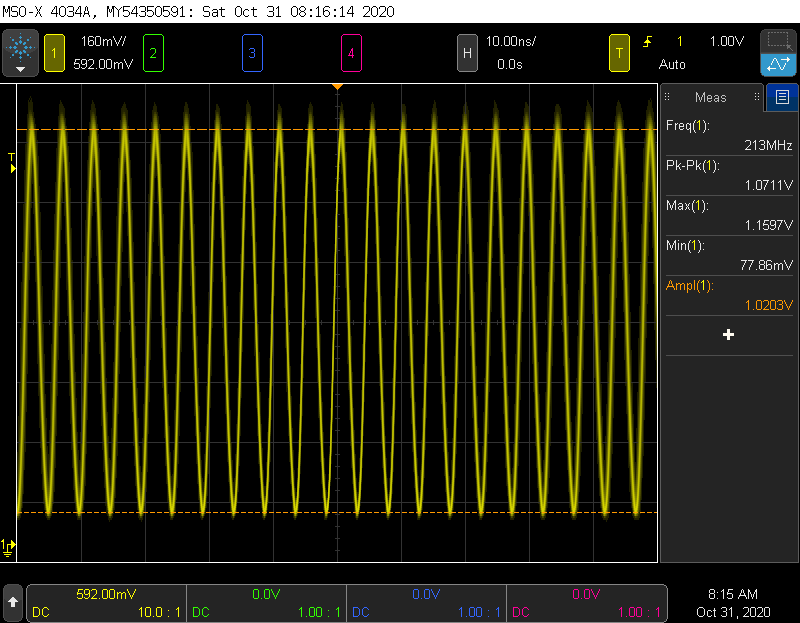 MSO-X 4034A, MY54350591: Sat Oct 31 08:16:14 2020
1 160mV/ 2 3 4 H 10.00ns/ T 1 1.00V
592.00mV 0.0s Auto
Meas
Freq(1):
213MHz
Pk-Pk(1):
1.0711V
Max(1):
1.1597V
Min(1):
77.86mV
Ampl(1):
1.0203V
T
1
592.00mV 0.0V 0.0V 0.0V 8:15 AM
DC 10.0 : 1 DC 1.00 : 1 DC 1.00 : 1 DC 1.00 : 1 Oct 31, 2020